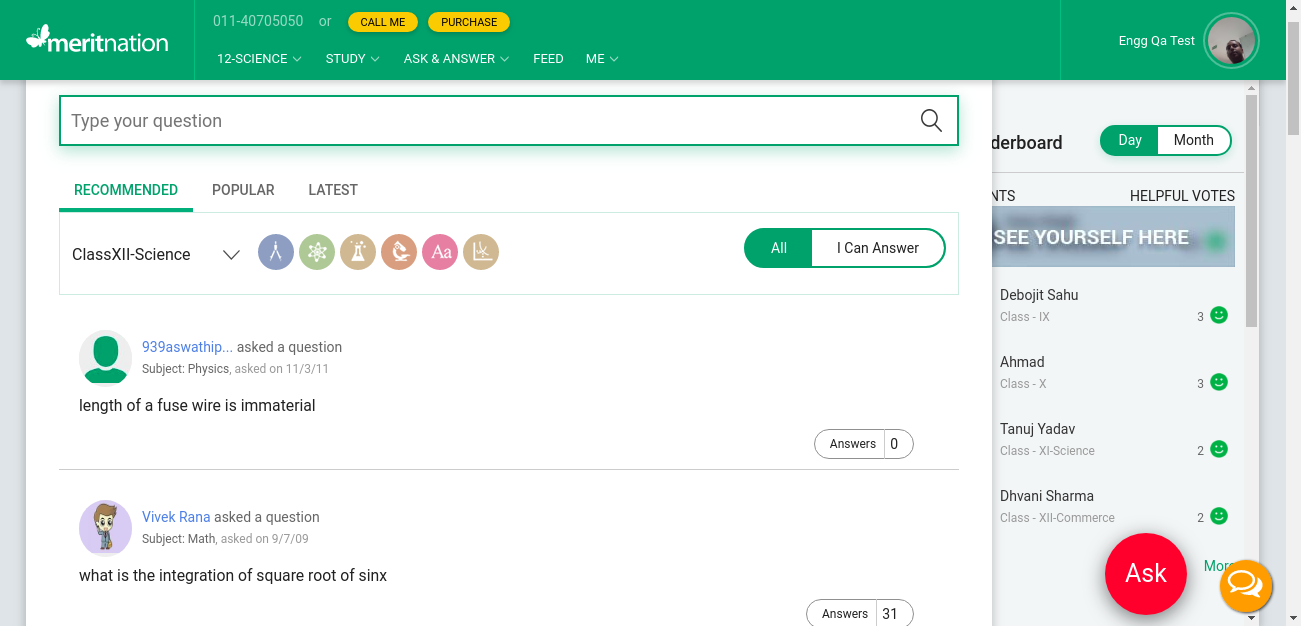 011-40705050 or CALL ME PURCHASE
meritnation
12-SCIENCE STUDY ASK & ANSWER FEED ME
Engg Qa Test
Type your question
derboard
Day Month
RECOMMENDED POPULAR LATEST
NTS HELPFUL VOTES
SEE YOURSELF HERE
ClassXII-Science
Aa
All I Can Answer
939aswathip... asked a question
Subject: Physics, asked on 11/3/11
length of a fuse wire is immaterial
Answers 0
Vivek Rana asked a question
Subject: Math, asked on 9/7/09
what is the integration of square root of sinx
Answers 31
Debojit Sahu
Class - IX 3
Ahmad
Class - X 3
Tanuj Yadav
Class - XI-Science 2
Dhvani Sharma
Class - XII-Commerce 2
Ask
More